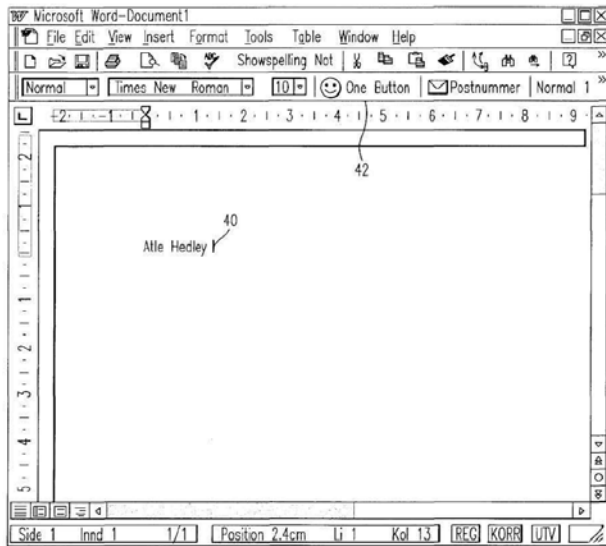 Microsoft Word-Document1
File Edit View Insert Format Tools Table Window Help
Showspelling Not
Normal Times New Roman 10 One Button Postnummer Normal 1
2 1 1 2 3 4 5 6 7 8 9
42
40
Atle Hedley
2
1
1
2
3
4
5
Side 1 Innd 1 1/1 Position 2.4cm Li 1 Kol 13 REG KORR UTV